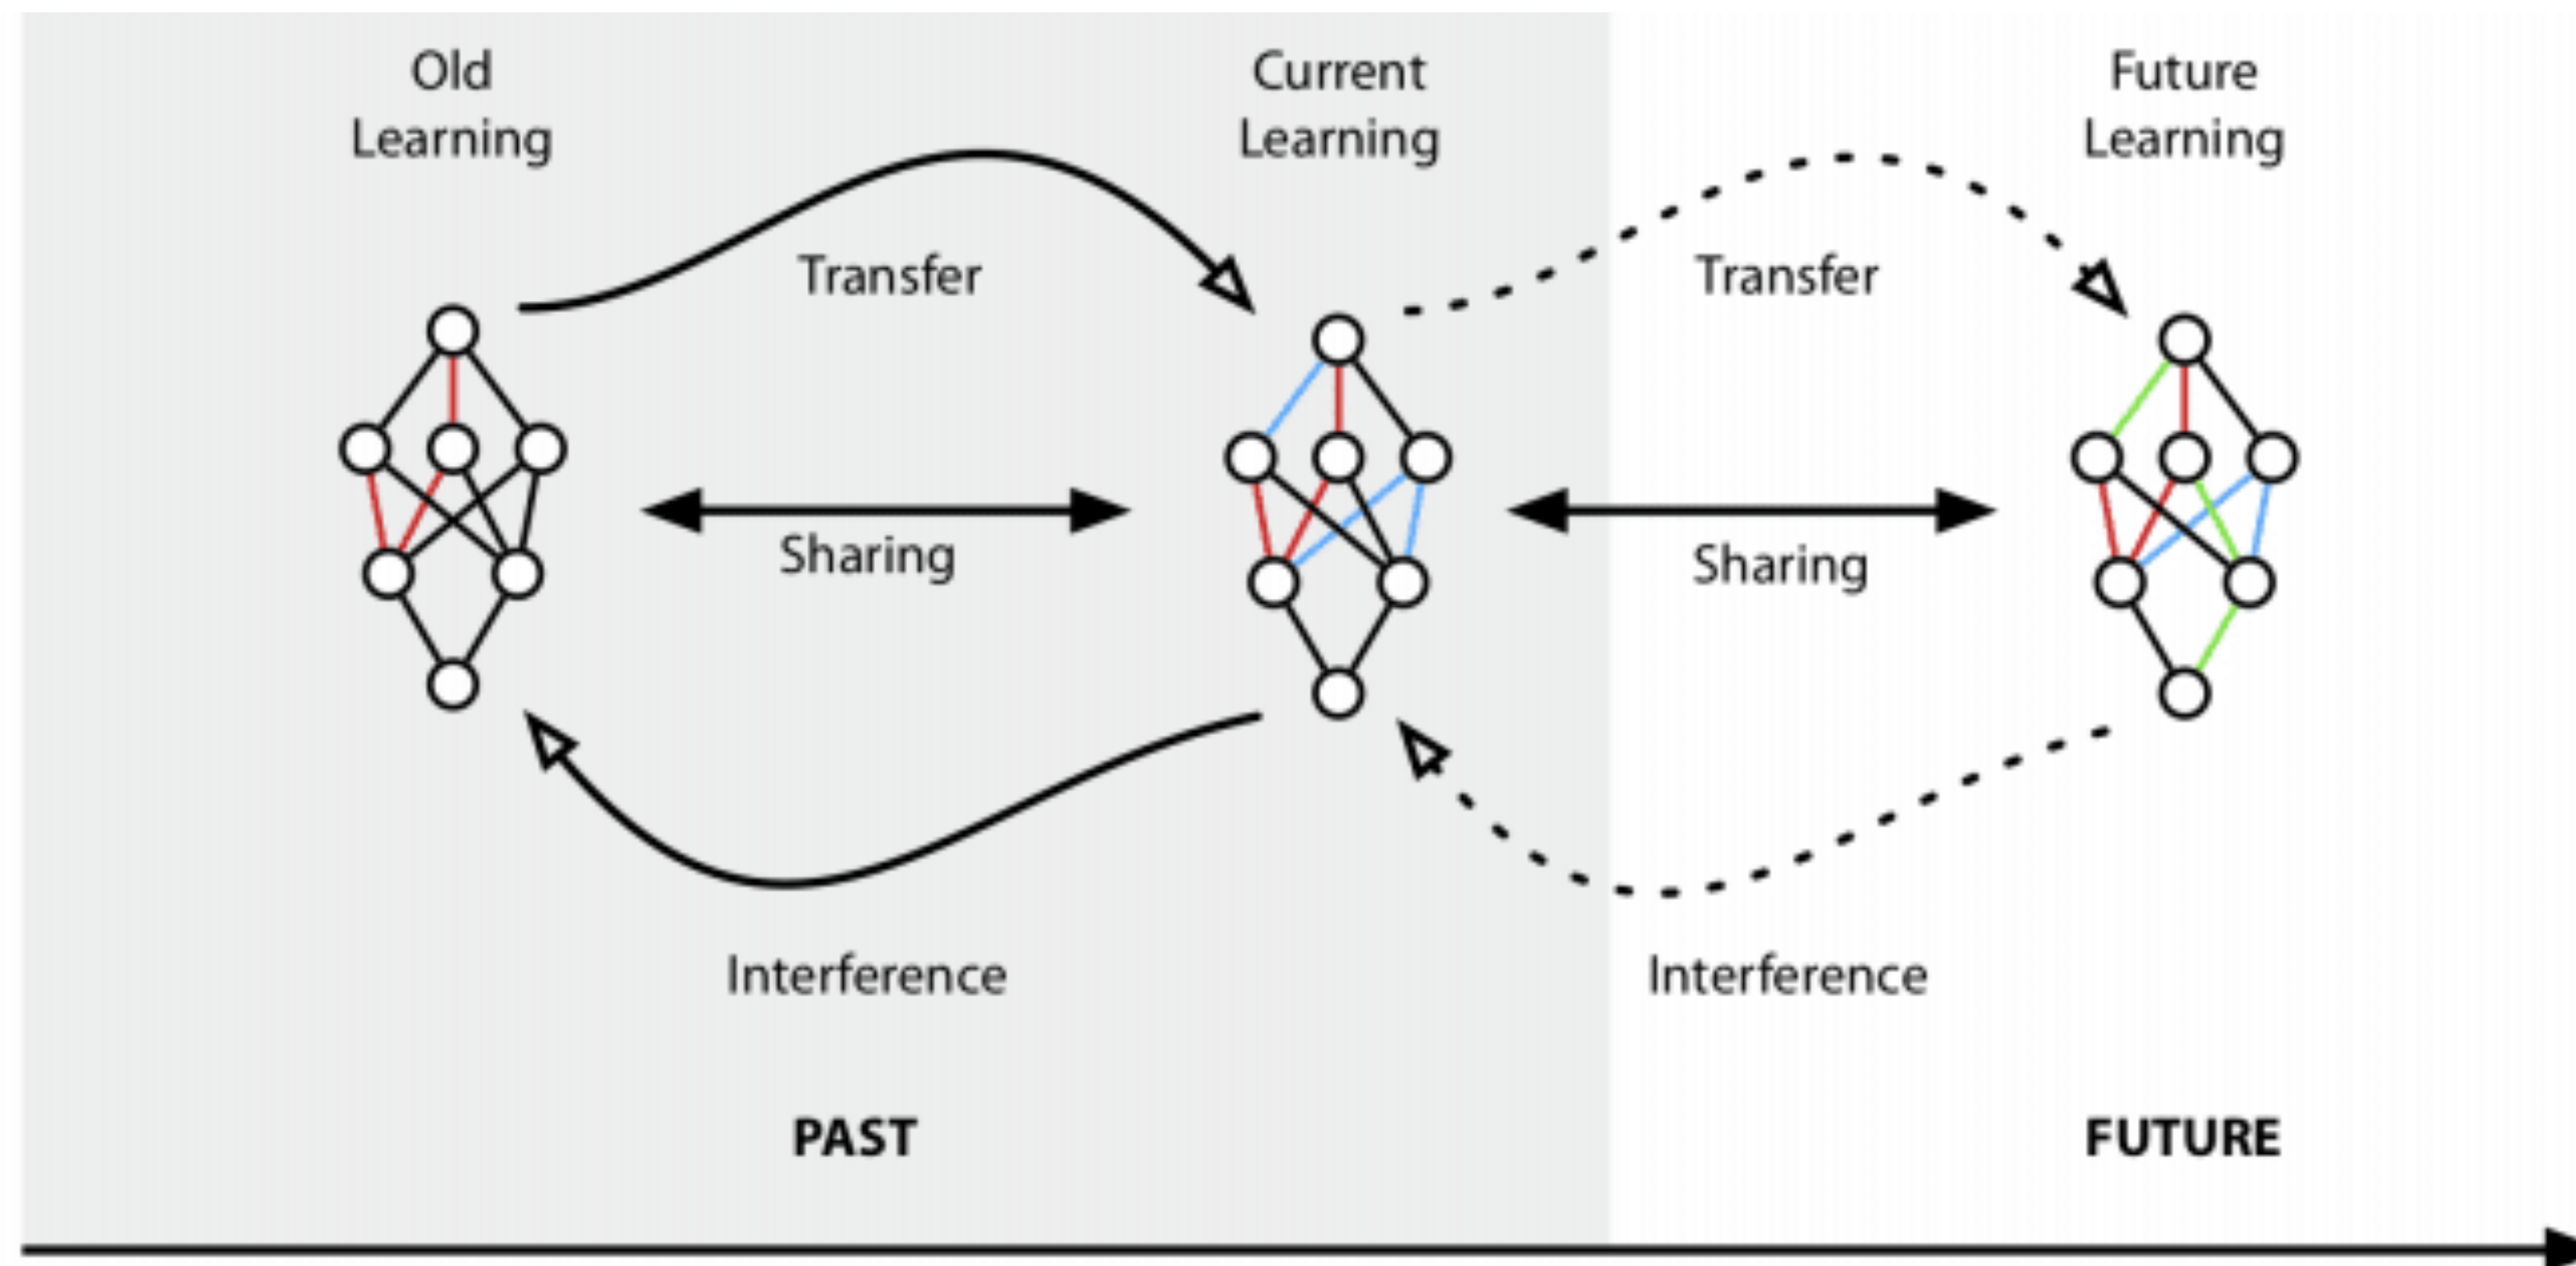 Old
Learning
Current
Learning
Future
Learning
Transfer
Transfer
Sharing
Sharing
Interference
Interference
PAST
FUTURE